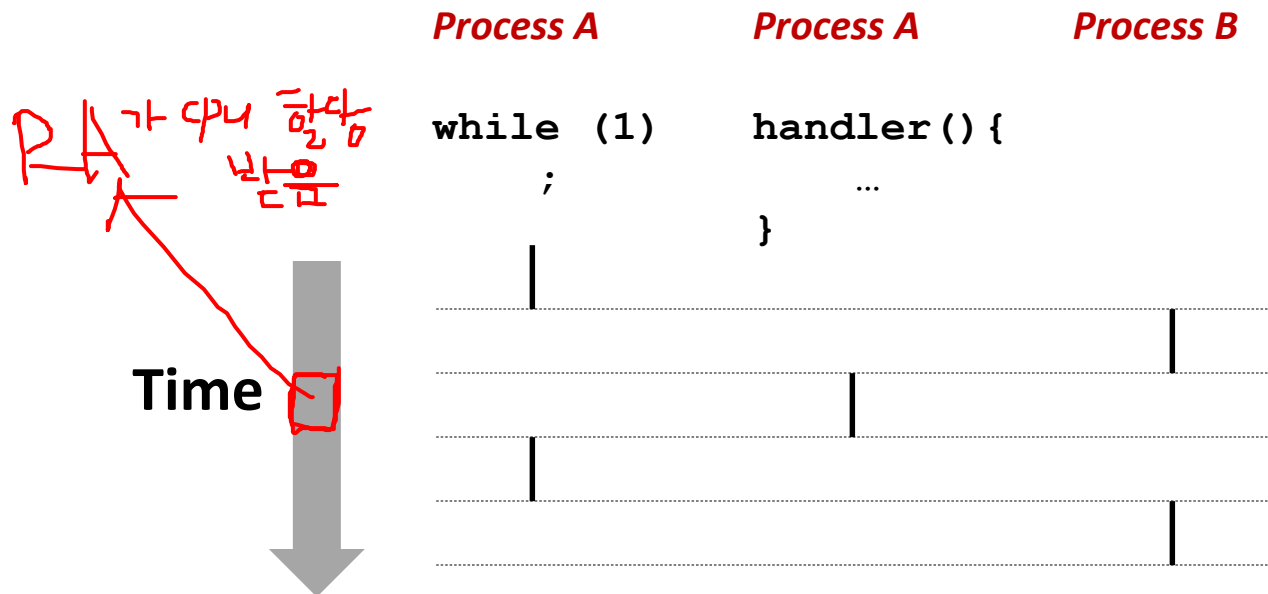 Process A Process A Process B
PA가 CPU 할당
받음
while (1) handler(){
; …
}
Time